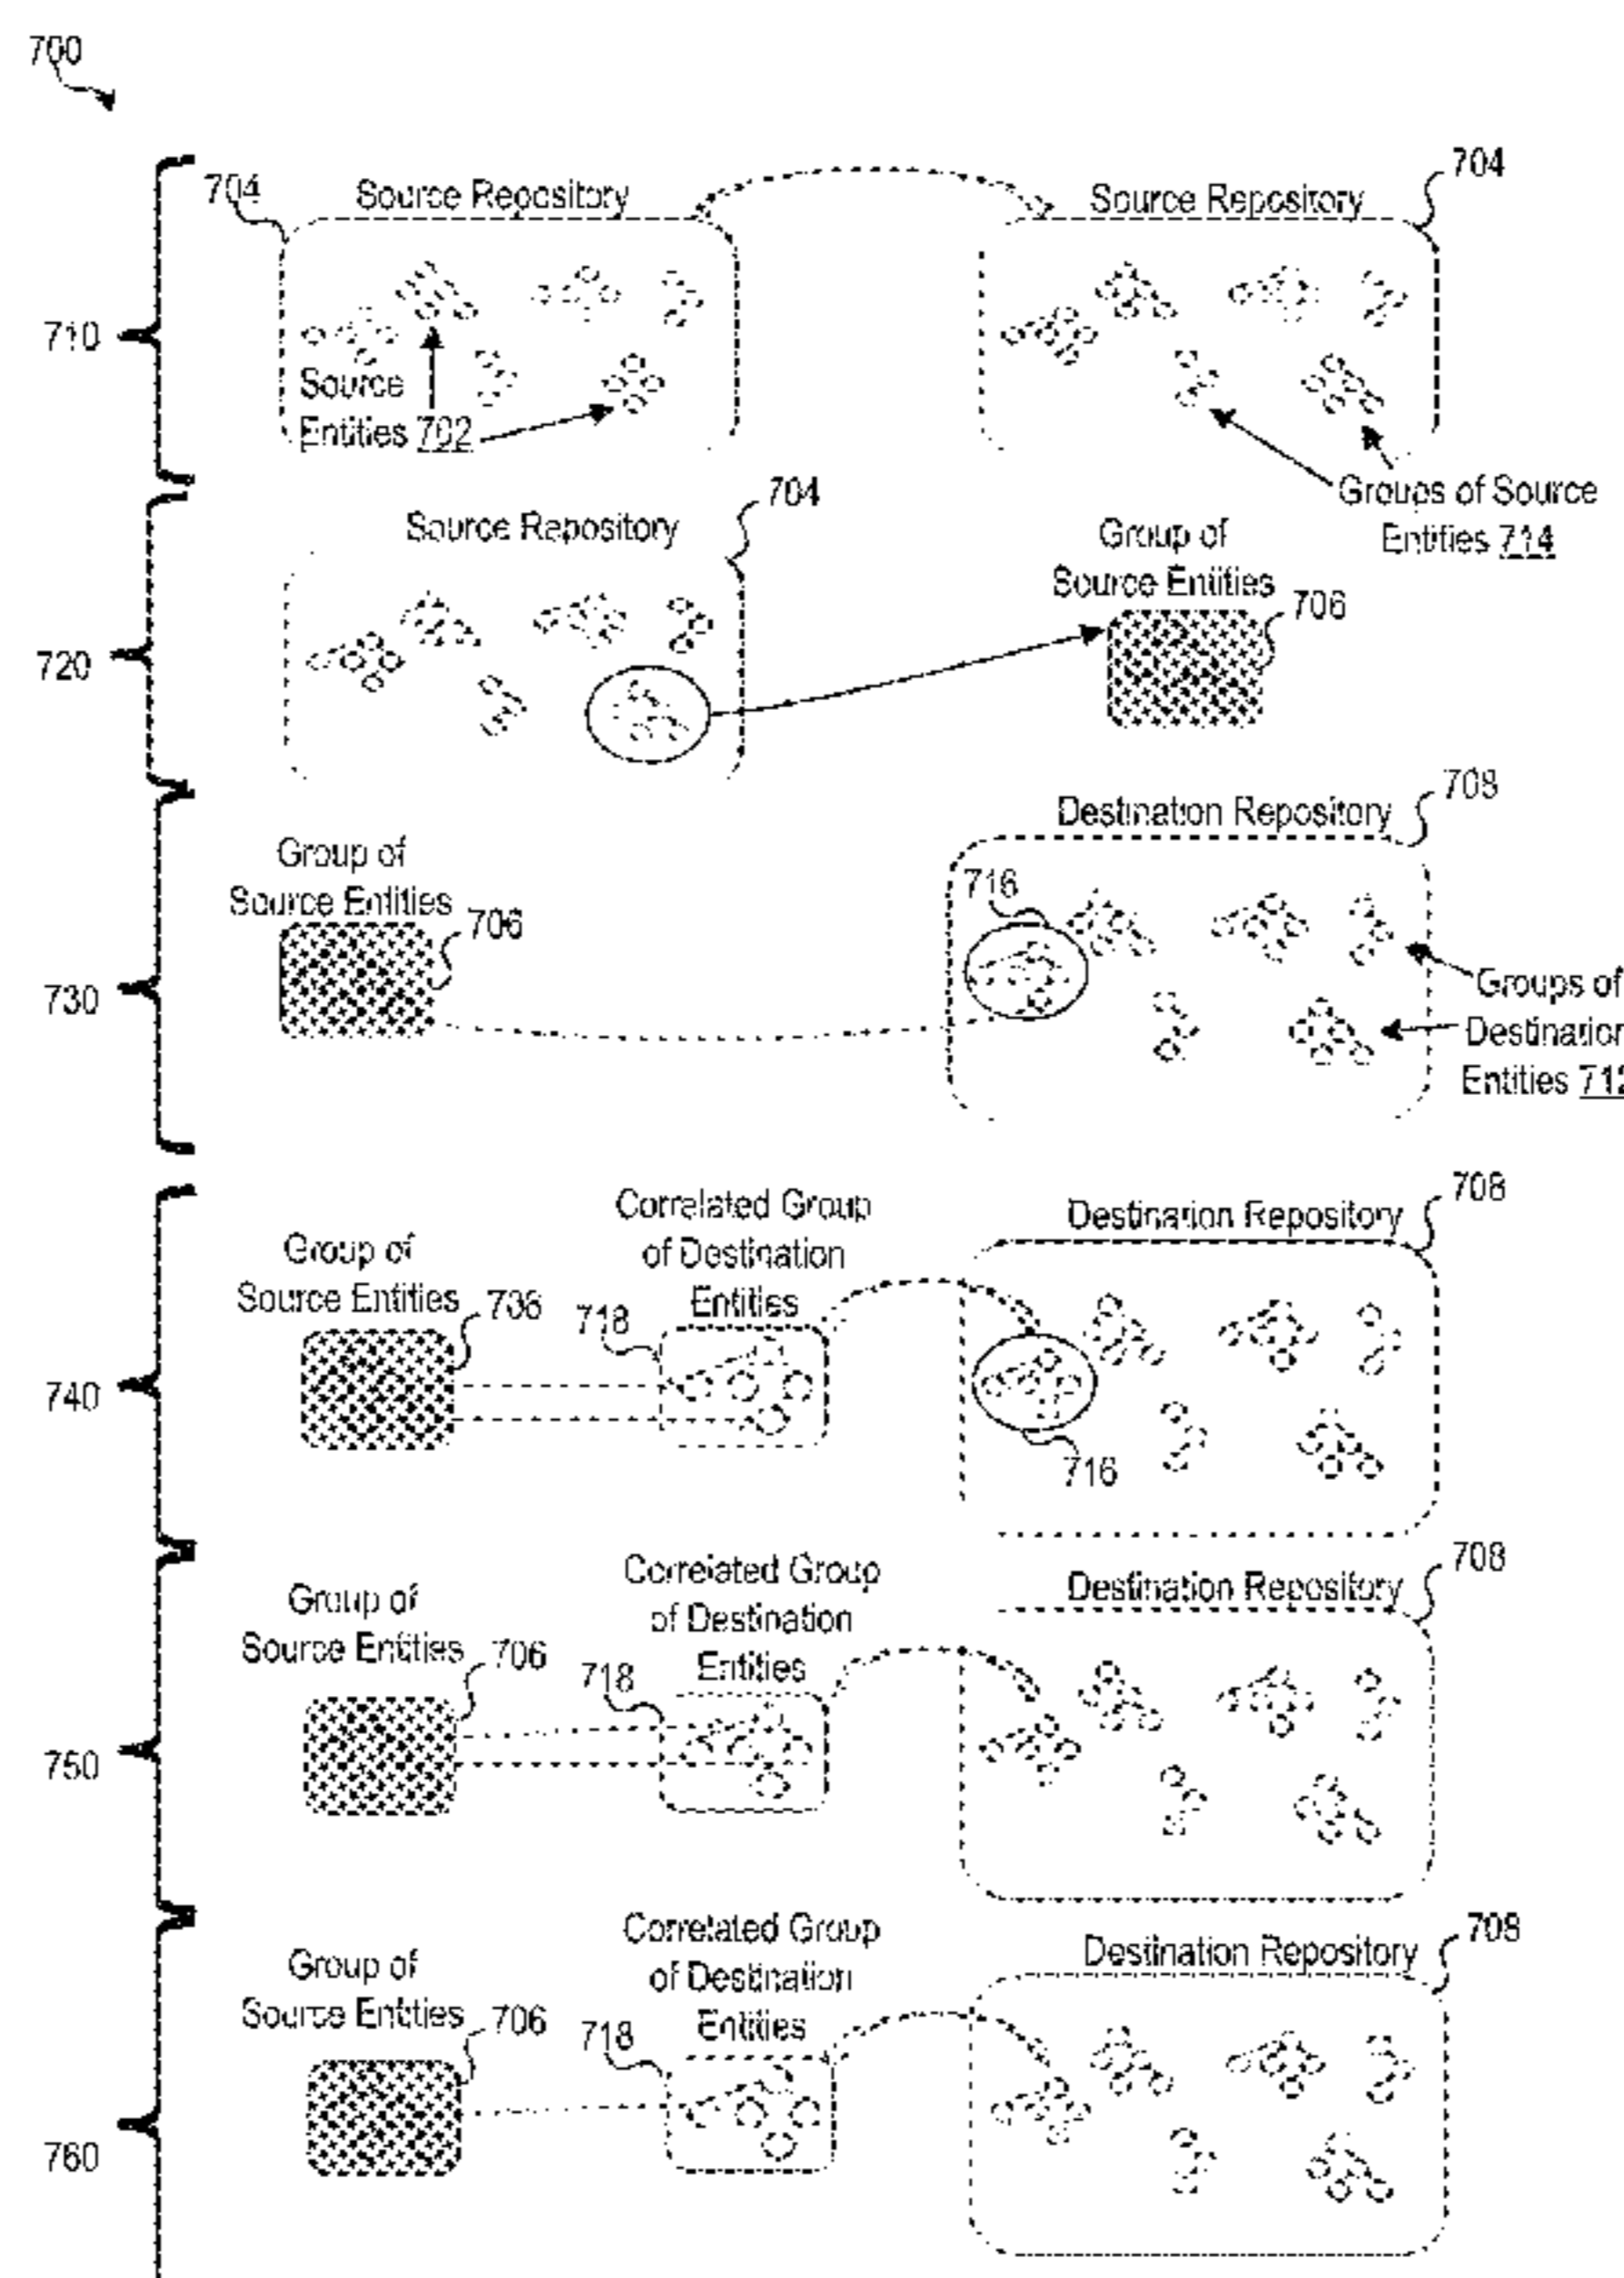 700
710
704
Source Repository
Source
Entities 702
Source Repository
704
Groups of Source
Entities 714
720
Source Repository
704
Group of
Source Entities
706
730
Group of
Source Entities
706
Destination Repository
708
716
Groups of
Destination
Entities 712
740
Group of
Source Entities
706
Correlated Group
of Destination
Entities
718
Destination Repository
708
716
750
Group of
Source Entities
706
Correlated Group
of Destination
Entities
718
Destination Repository
708
760
Group of
Source Entities
706
Correlated Group
of Destination
Entities
718
Destination Repository
708